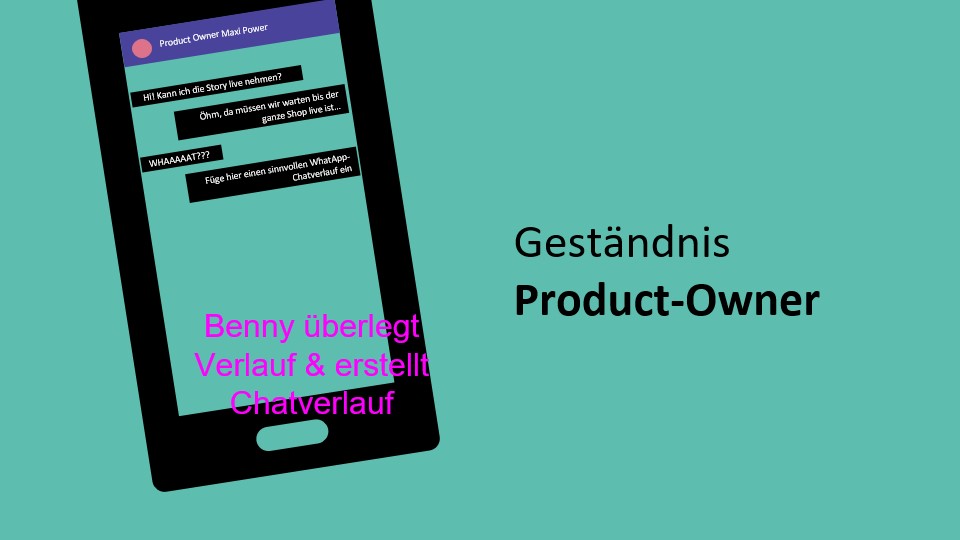 Product Owner Maxi Power
Hi! Kann ich die Story live nehmen?
Öhm, da müssen wir warten bis der
ganze Shop live ist...
WHAAAAAT???
Füge hier einen sinnvollen WhatApp-
Chatverlauf ein
Benny überlegt
Verlauf & erstellt
Chatverlauf
Geständnis
Product-Owner